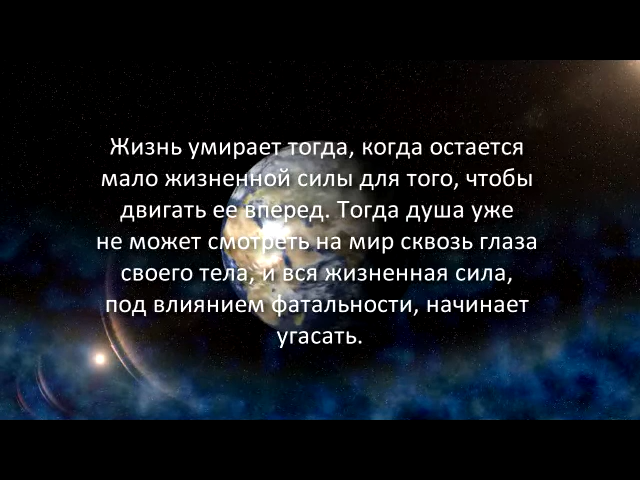 Жизнь умирает тогда, когда остается
мало жизненной силы для того, чтобы
двигать ее вперед. Тогда душа уже
не может смотреть на мир сквозь глаза
своего тела, и вся жизненная сила,
под влиянием фатальности, начинает
угасать.